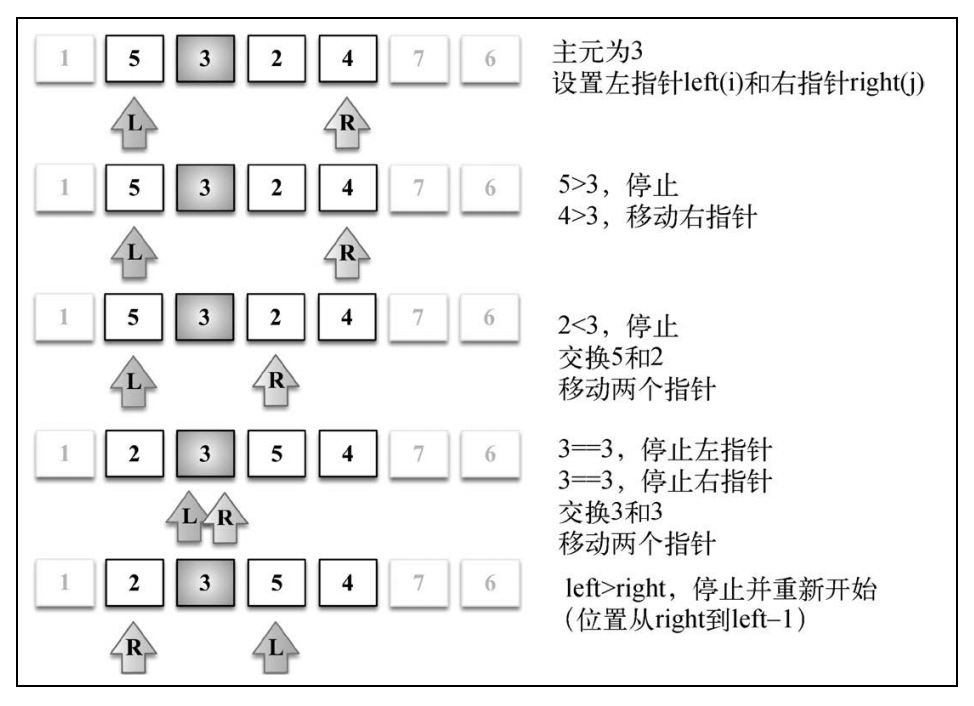 1 5 3 2 4 7 6
主元为3
设置左指针left(i)和右指针right(j)
L R
1 5 3 2 4 7 6
5>3，停止
4>3，移动右指针
L R
1 5 3 2 4 7 6
2<3，停止
交换5和2
移动两个指针
L R
1 2 3 5 4 7 6
3==3，停止左指针
3==3，停止右指针
交换3和3
移动两个指针
L R
1 2 3 5 4 7 6
left>right，停止并重新开始
（位置从right到left–1）
R L